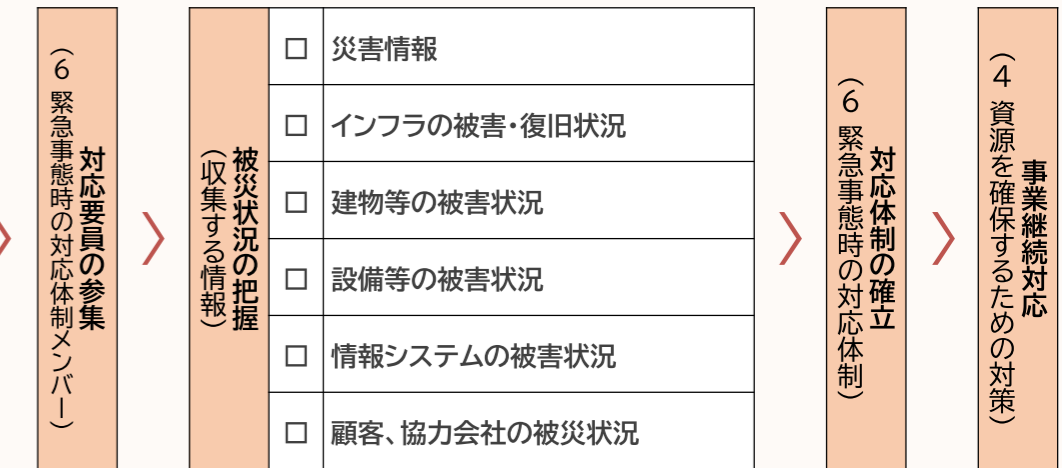 対応要員の参集
（６ 緊急事態時の対応体制メンバー）
被災状況の把握
（収集する情報）
□ 災害情報
□ インフラの被害・復旧状況
□ 建物等の被害状況
□ 設備等の被害状況
□ 情報システムの被害状況
□ 顧客、協力会社の被災状況
対応体制の確立
（６ 緊急事態時の対応体制）
事業継続対応
（４ 資源を確保するための対策）